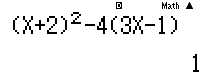 D Math ▲
(X+2)²-4(3X-1)
1